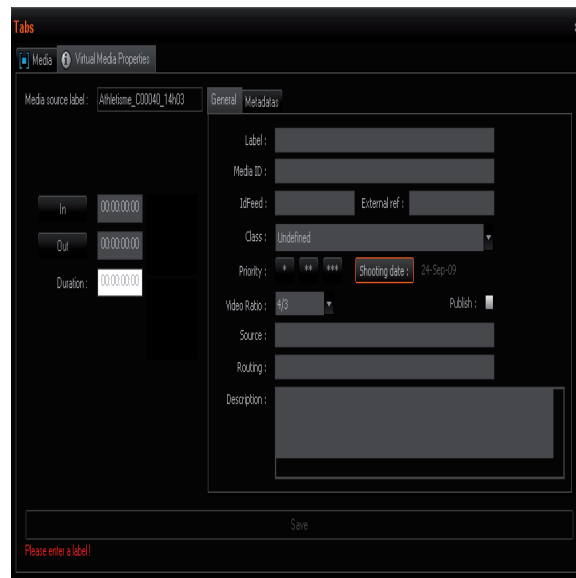 Tabs
Media Virtual Media Properties
Media source label : Athletisme_C00040_14h03
General Metadatas
Label :
Media ID :
IdFeed : External ref :
In 00:00:00:00
Out 00:00:00:00
Duration : 00:00:00:00
Class : Undefined
Priority : * ** *** Shooting date : 24-Sep-09
Video Ratio : 4/3 Publish :
Source :
Routing :
Description :
Save
Please enter a label!